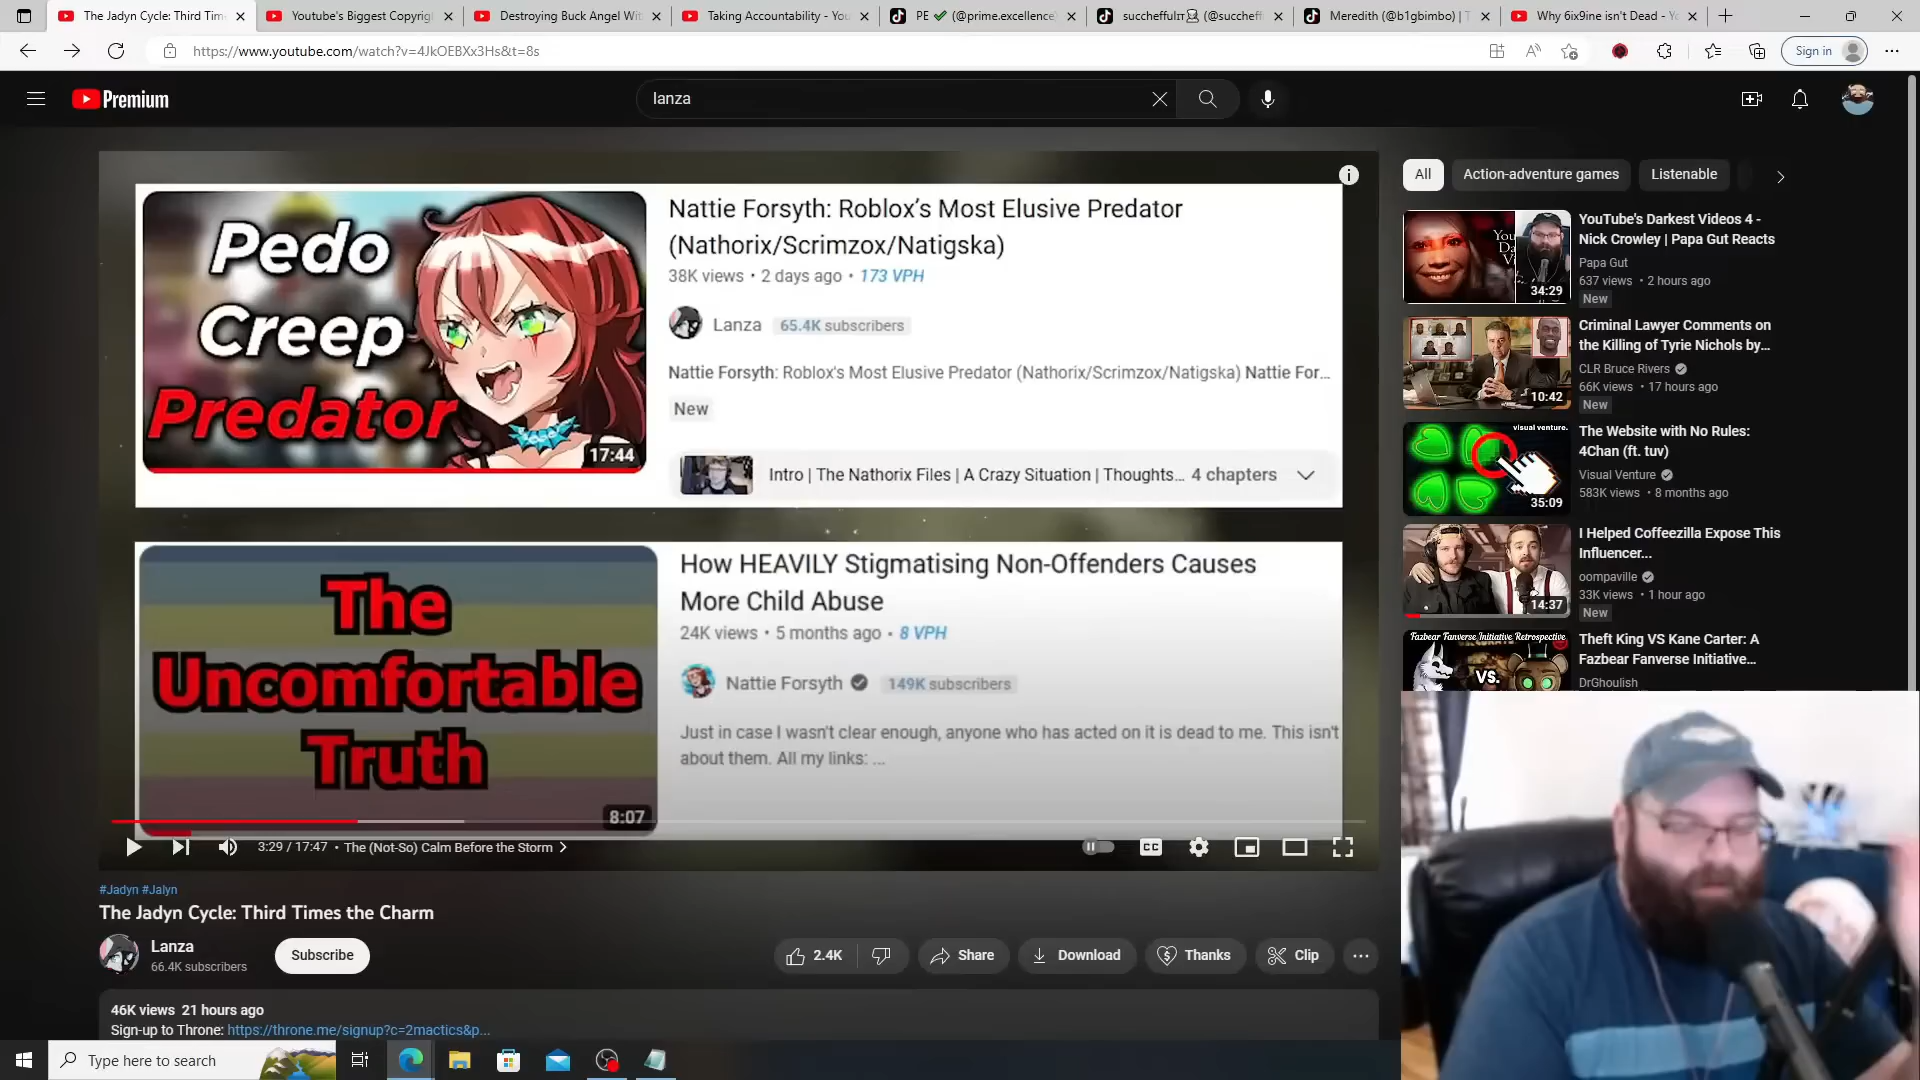 The Jadyn Cycle: Third Tim
Youtube's Biggest Copyrig
Destroying Buck Angel Wi
Taking Accountability - You
PE ✔ (@prime.excellence
succheffulית (@succheff
Meredith (@b1gbimbo) | T
Why 6ix9ine isn't Dead - Yo
https://www.youtube.com/watch?v=4JkOEBXx3Hs&t=8s
Sign in
Premium
lanza
Pedo
Creep
Predator
17:44
Nattie Forsyth: Roblox's Most Elusive Predator
(Nathorix/Scrimzox/Natigska)
38K views • 2 days ago • 173 VPH
Lanza 65.4K subscribers
Nattie Forsyth: Roblox's Most Elusive Predator (Nathorix/Scrimzox/Natigska) Nattie For...
New
Intro | The Nathorix Files | A Crazy Situation | Thoughts... 4 chapters
The
Uncomfortable
Truth
8:07
How HEAVILY Stigmatising Non-Offenders Causes
More Child Abuse
24K views • 5 months ago • 8 VPH
Nattie Forsyth 149K subscribers
Just in case I wasn't clear enough, anyone who has acted on it is dead to me. This isn't
about them. All my links: ...
3:29 / 17:47 • The (Not-So) Calm Before the Storm
CC
#Jadyn #Jalyn
The Jadyn Cycle: Third Times the Charm
Lanza
66.4K subscribers
Subscribe
2.4K
Share
Download
Thanks
Clip
46K views 21 hours ago
Sign-up to Throne: https://throne.me/signup?c=2mactics&p...
All
Action-adventure games
Listenable
34:29
YouTube's Darkest Videos 4 -
Nick Crowley | Papa Gut Reacts
Papa Gut
637 views • 2 hours ago
New
10:42
Criminal Lawyer Comments on
the Killing of Tyrie Nichols by...
CLR Bruce Rivers
66K views • 17 hours ago
New
visual venture.
35:09
The Website with No Rules:
4Chan (ft. tuv)
Visual Venture
583K views • 8 months ago
14:37
I Helped Coffeezilla Expose This
Influencer...
oompaville
33K views • 1 hour ago
New
Fazbear Fanverse Initiative Retrospective
VS.
Theft King VS Kane Carter: A
Fazbear Fanverse Initiative...
DrGhoulish
Type here to search